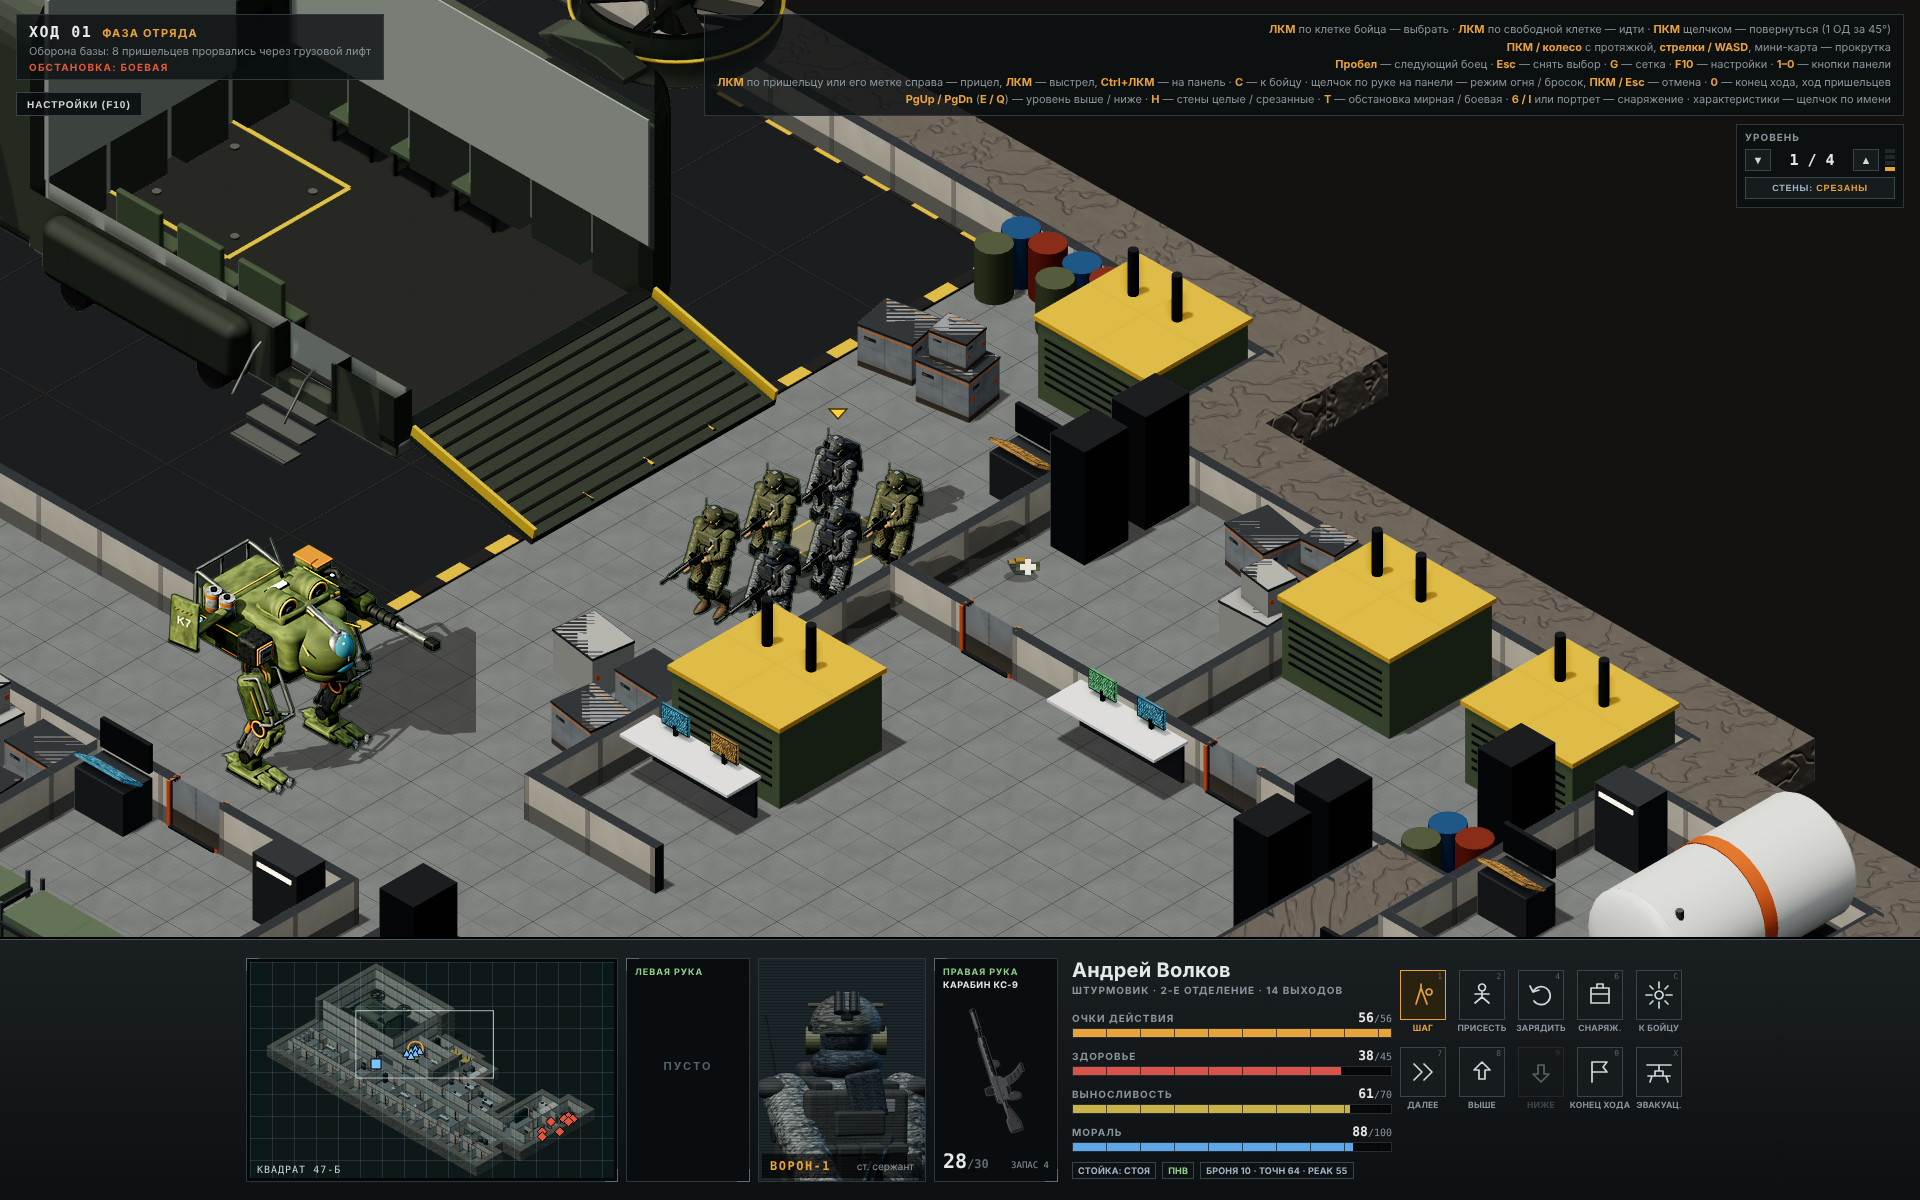 ХОД 01 ФАЗА ОТРЯДА
Оборона базы: 8 пришельцев прорвались через грузовой лифт
ОБСТАНОВКА: БОЕВАЯ
НАСТРОЙКИ (F10)
ЛКМ по клетке бойца — выбрать · ЛКМ по свободной клетке — идти · ПКМ щелчком — повернуться (1 ОД за 45°)
ПКМ / колесо с протяжкой, стрелки / WASD, мини-карта — прокрутка
Пробел — следующий боец · Esc — снять выбор · G — сетка · F10 — настройки · 1–0 — кнопки панели
ЛКМ по пришельцу или его метке справа — прицел, ЛКМ — выстрел, Ctrl+ЛКМ — на панель · C — к бойцу · щелчок по руке на панели — режим огня / бросок, ПКМ / Esc — отмена · 0 — конец хода, ход пришельцев
PgUp / PgDn (E / Q) — уровень выше / ниже · H — стены целые / срезанные · T — обстановка мирная / боевая · 6 / I или портрет — снаряжение · характеристики — щелчок по имени
УРОВЕНЬ
▼ 1 / 4 ▲
СТЕНЫ: СРЕЗАНЫ
K7
КВАДРАТ 47-Б
ЛЕВАЯ РУКА
ПУСТО
ВОРОН-1 ст. сержант
ПРАВАЯ РУКА
КАРАБИН КС-9
28/30 ЗАПАС 4
Андрей Волков
ШТУРМОВИК · 2-Е ОТДЕЛЕНИЕ · 14 ВЫХОДОВ
ОЧКИ ДЕЙСТВИЯ 56/56
ЗДОРОВЬЕ 38/45
ВЫНОСЛИВОСТЬ 61/70
МОРАЛЬ 88/100
СТОЙКА: СТОЯ ПНВ БРОНЯ 10 · ТОЧН 64 · РЕАК 55
1 2 4 6 C
ШАГ ПРИСЕСТЬ ЗАРЯДИТЬ СНАРЯЖ. К БОЙЦУ
7 8 9 0 X
ДАЛЕЕ ВЫШЕ НИЖЕ КОНЕЦ ХОДА ЭВАКУАЦ.